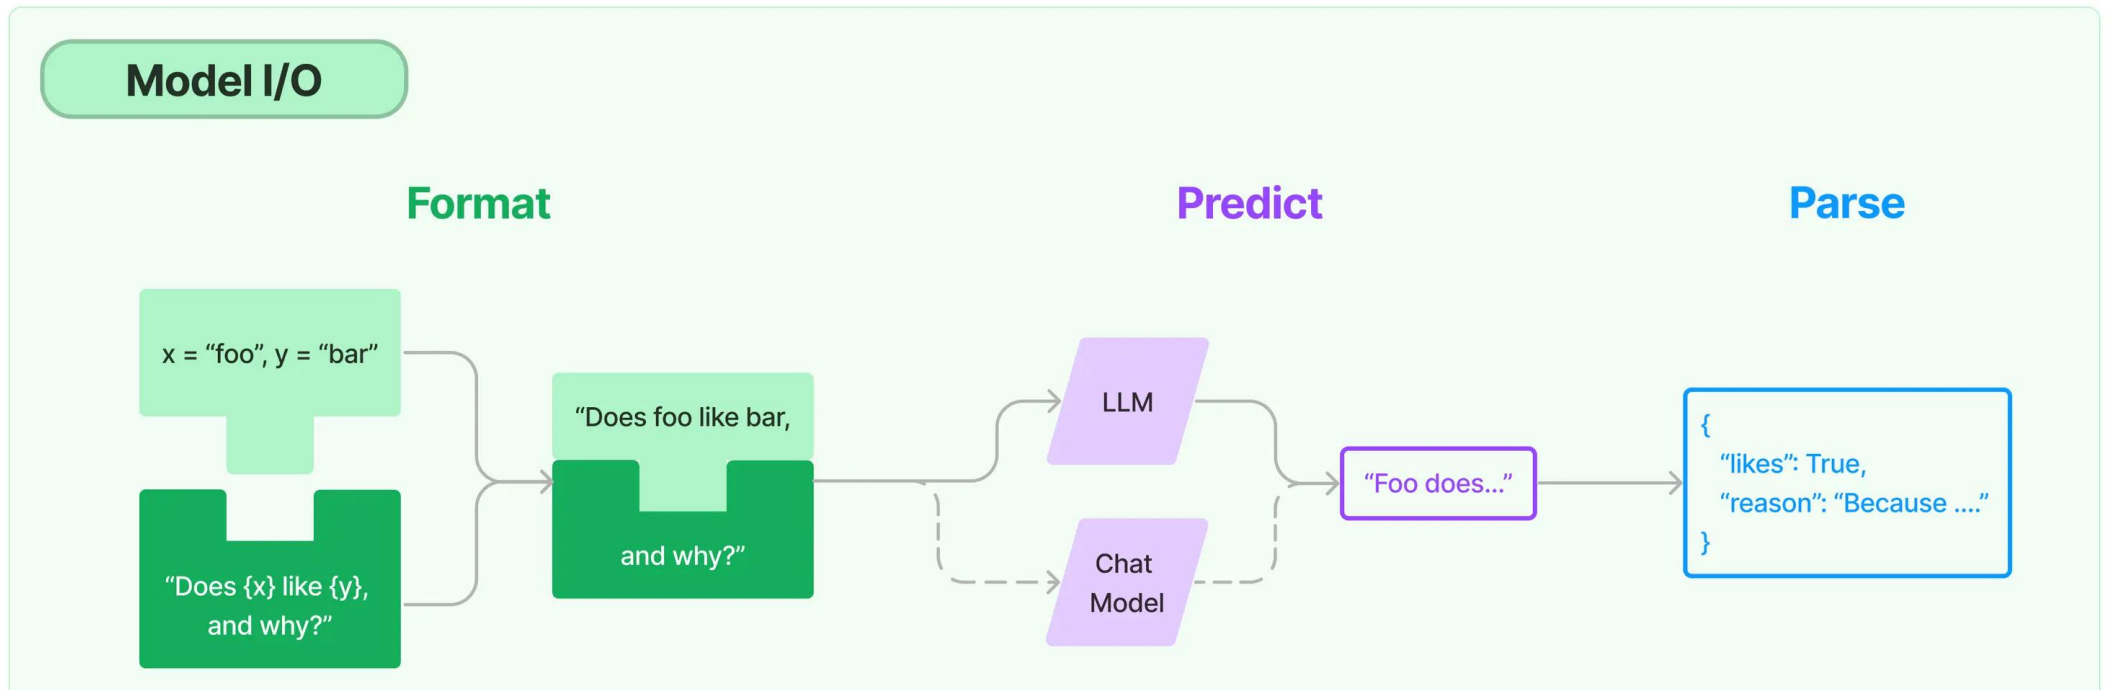 Model I/O
Format
Predict
Parse
x = “foo”, y = “bar”
“Does {x} like {y},
and why?”
“Does foo like bar,
and why?”
LLM
Chat
Model
“Foo does...”
{
“likes”: True,
“reason”: “Because ....”
}